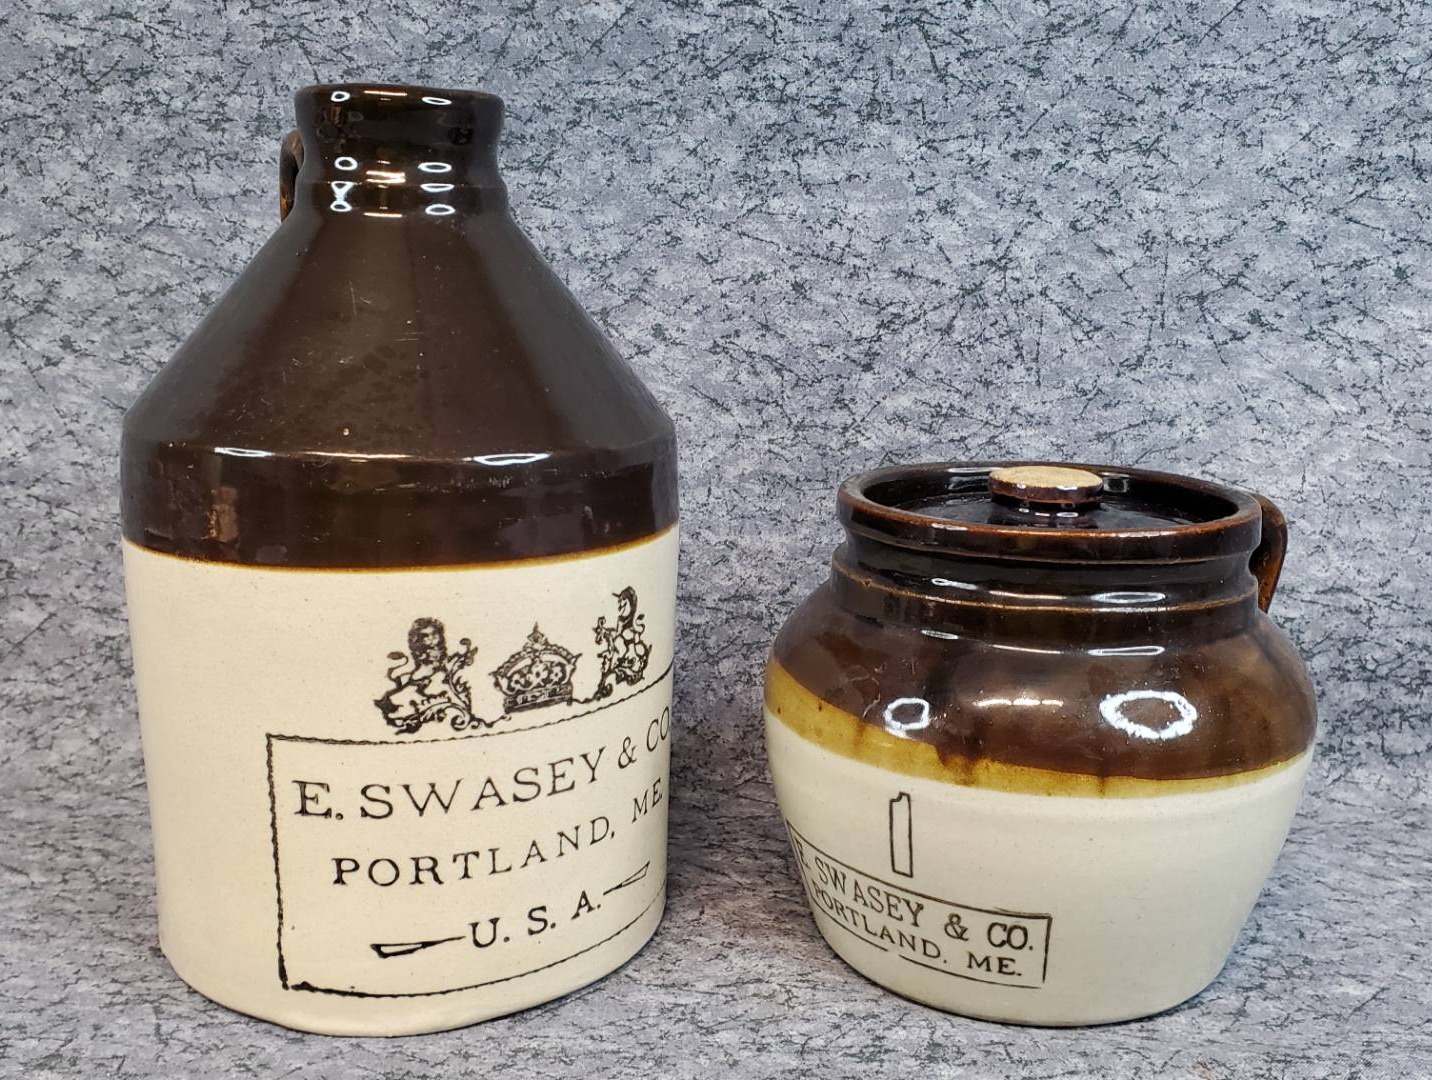 E. SWASEY & CO
PORTLAND, ME
U. S. A.
1
E. SWASEY & CO.
PORTLAND, ME.